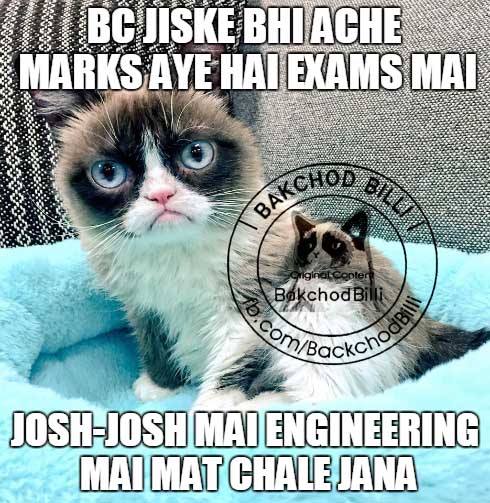 BC JISKE BHI ACHE
MARKS AYE HAI EXAMS MAI
BAKCHOD BILLI
Original Content
BakchodBilli
fb.com/BackchodBilli
JOSH-JOSH MAI ENGINEERING
MAI MAT CHALE JANA